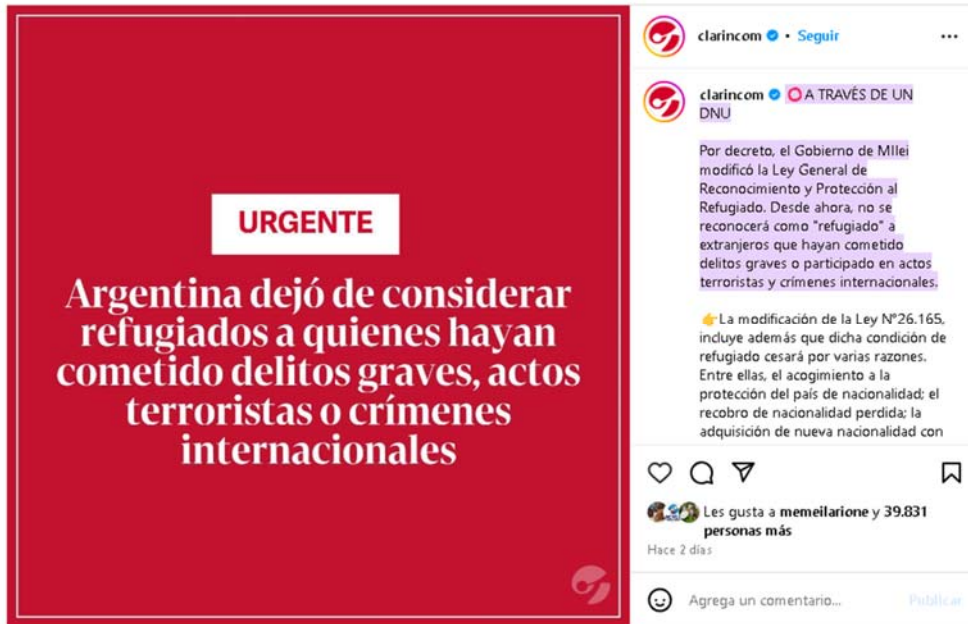 URGENTE
Argentina dejó de considerar
refugiados a quienes hayan
cometido delitos graves, actos
terroristas o crímenes
internacionales
clarincom • Seguir
clarincom ⭕A TRAVÉS DE UN
DNU
Por decreto, el Gobierno de MIlei
modificó la Ley General de
Reconocimiento y Protección al
Refugiado. Desde ahora, no se
reconocerá como "refugiado" a
extranjeros que hayan cometido
delitos graves o participado en actos
terroristas y crímenes internacionales.
👉La modificación de la Ley N°26.165,
incluye además que dicha condición de
refugiado cesará por varias razones.
Entre ellas, el acogimiento a la
protección del país de nacionalidad; el
recobro de nacionalidad perdida; la
adquisición de nueva nacionalidad con
Les gusta a memeilarione y 39.831
personas más
Hace 2 días
Agrega un comentario... Publicar